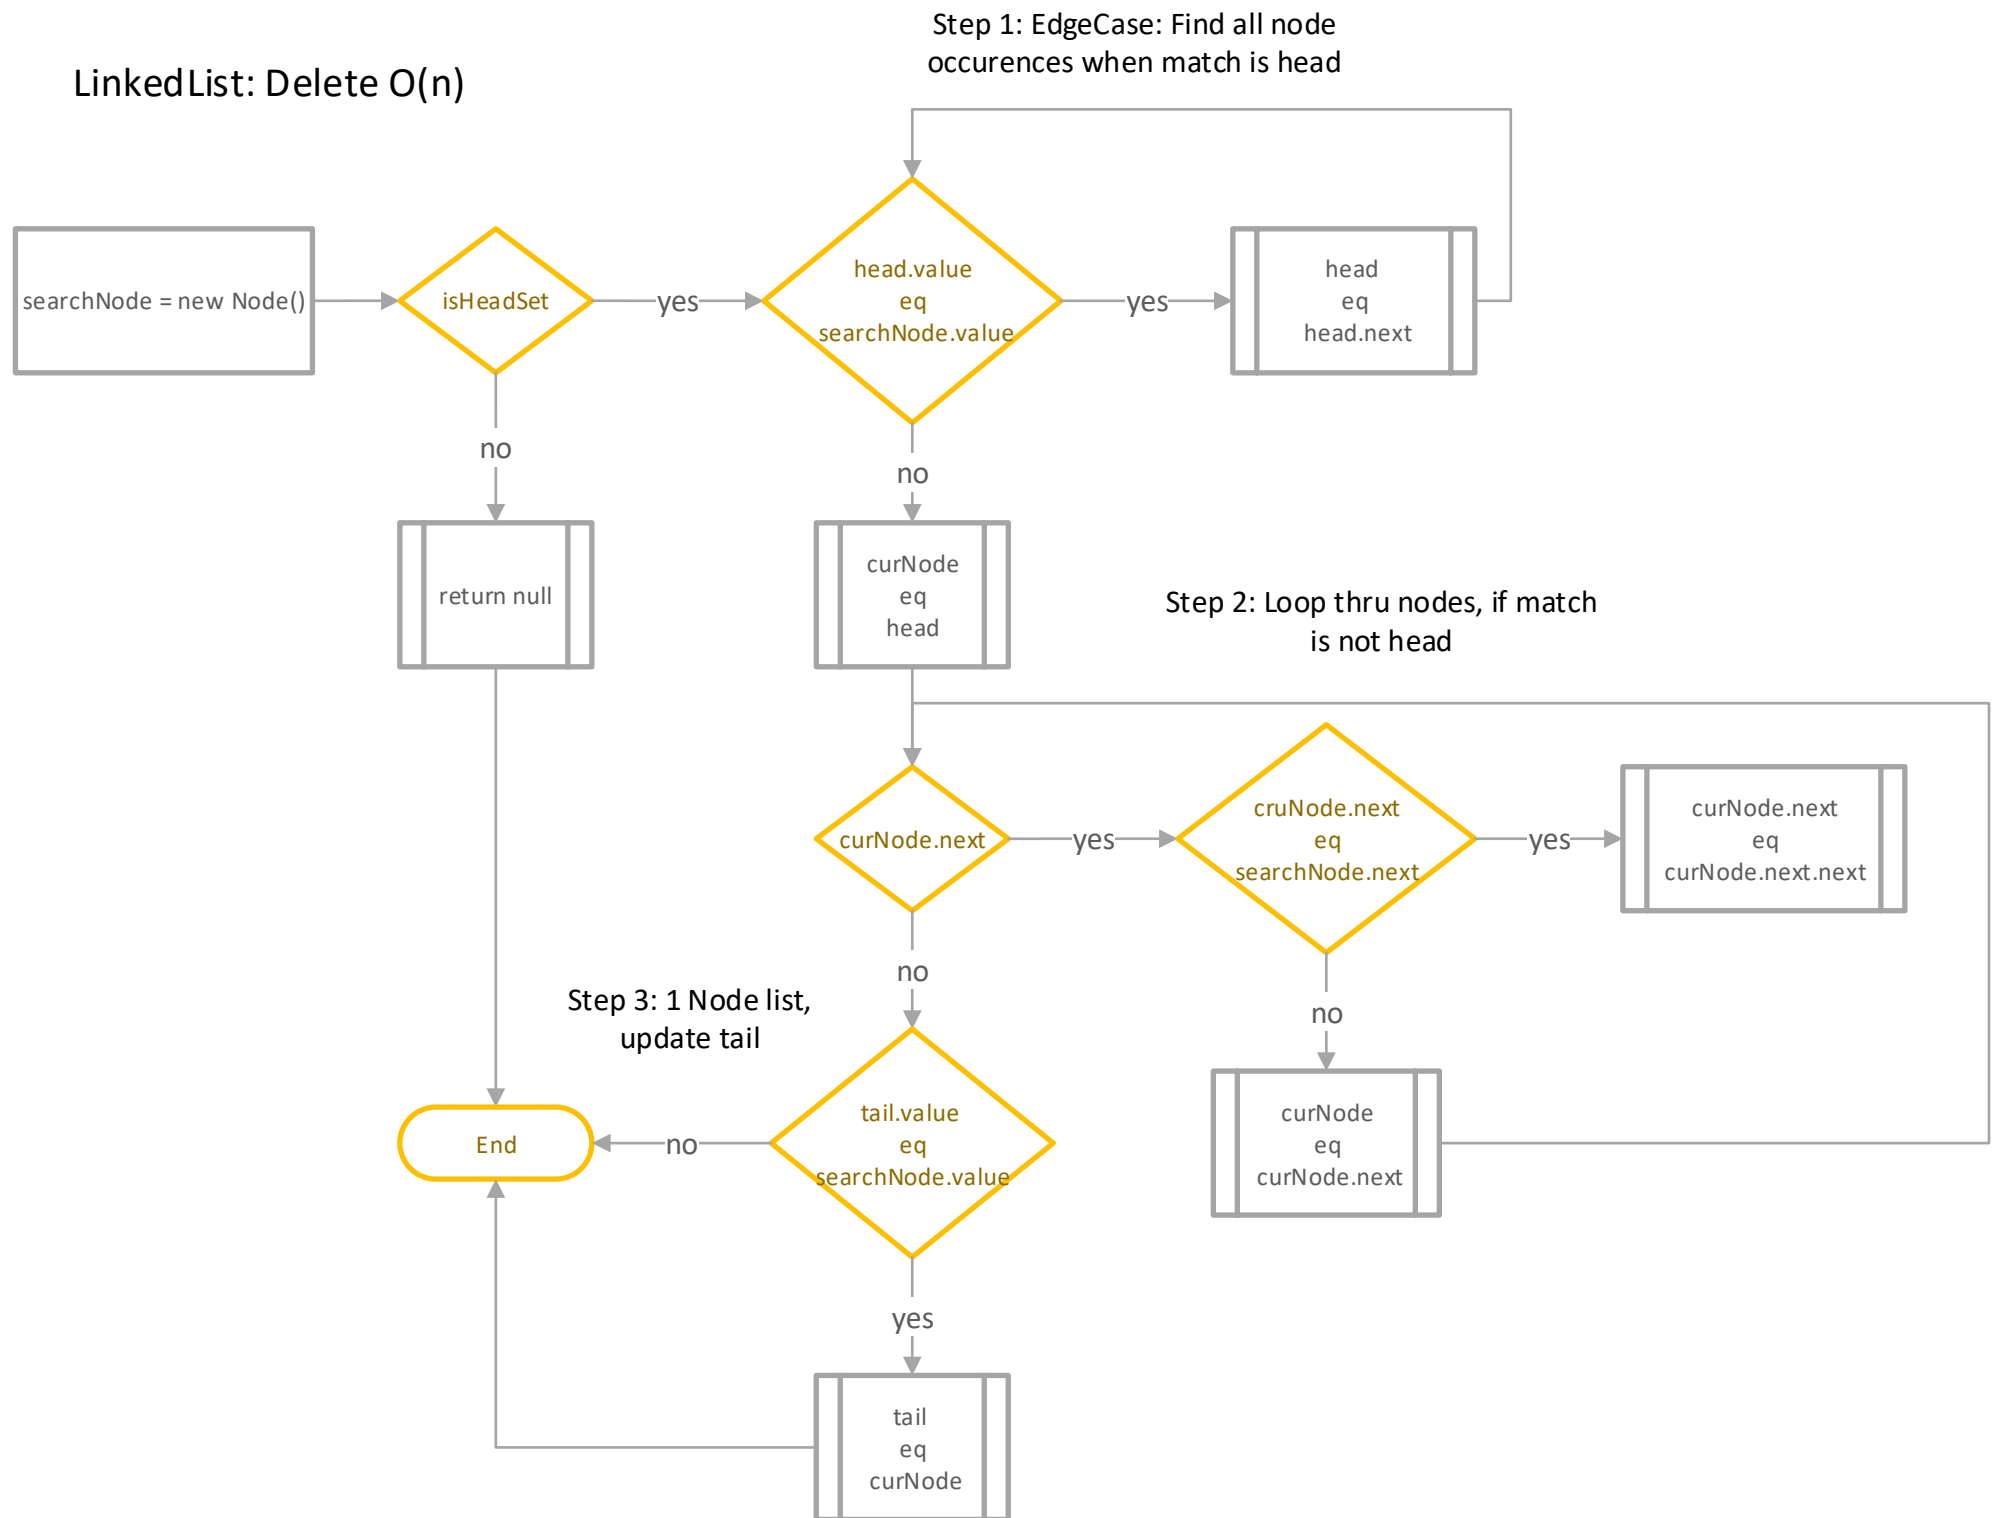 Step 1: EdgeCase: Find all node
occurences when match is head
LinkedList: Delete O(n)
searchNode = new Node()
isHeadSet
yes
head.value
eq
searchNode.value
yes
head
eq
head.next
no
no
return null
curNode
eq
head
Step 2: Loop thru nodes, if match
is not head
curNode.next
yes
cruNode.next
eq
searchNode.next
yes
curNode.next
eq
curNode.next.next
no
no
Step 3: 1 Node list,
update tail
End
no
tail.value
eq
searchNode.value
curNode
eq
curNode.next
yes
tail
eq
curNode